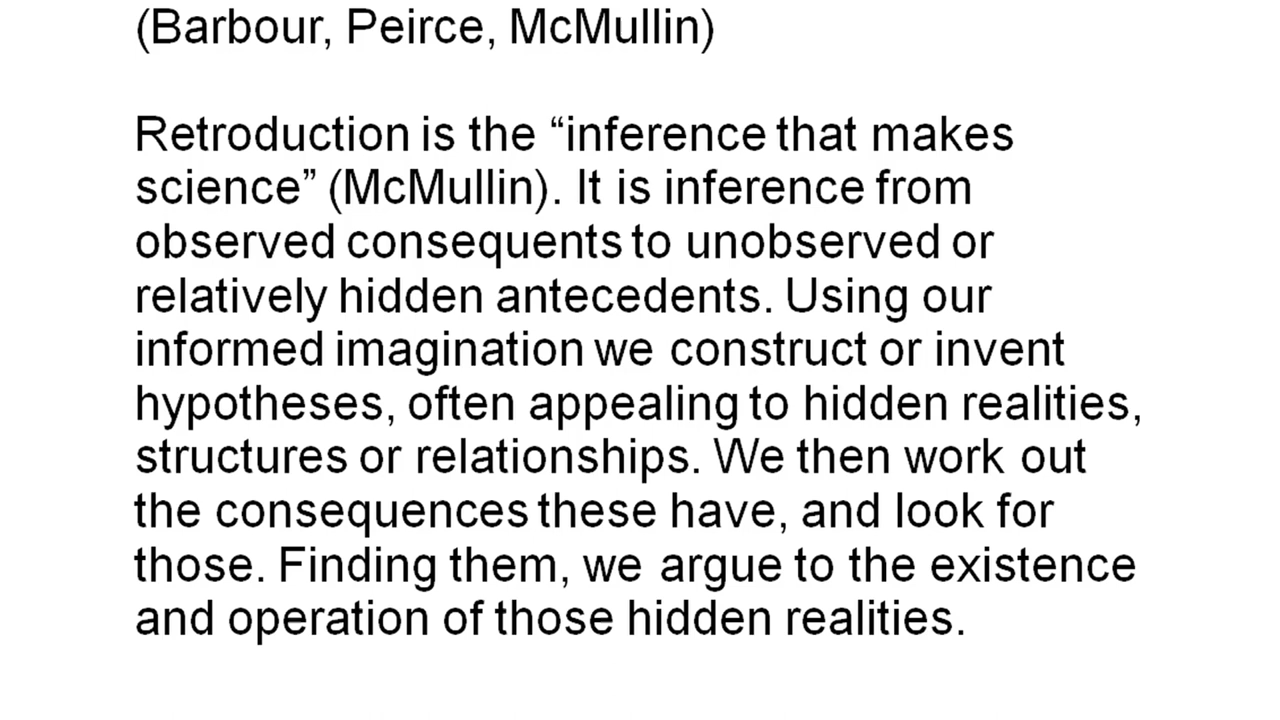 (Barbour, Peirce, McMullin)
Retroduction is the “inference that makes
science” (McMullin). It is inference from
observed consequents to unobserved or
relatively hidden antecedents. Using our
informed imagination we construct or invent
hypotheses, often appealing to hidden realities,
structures or relationships. We then work out
the consequences these have, and look for
those. Finding them, we argue to the existence
and operation of those hidden realities.